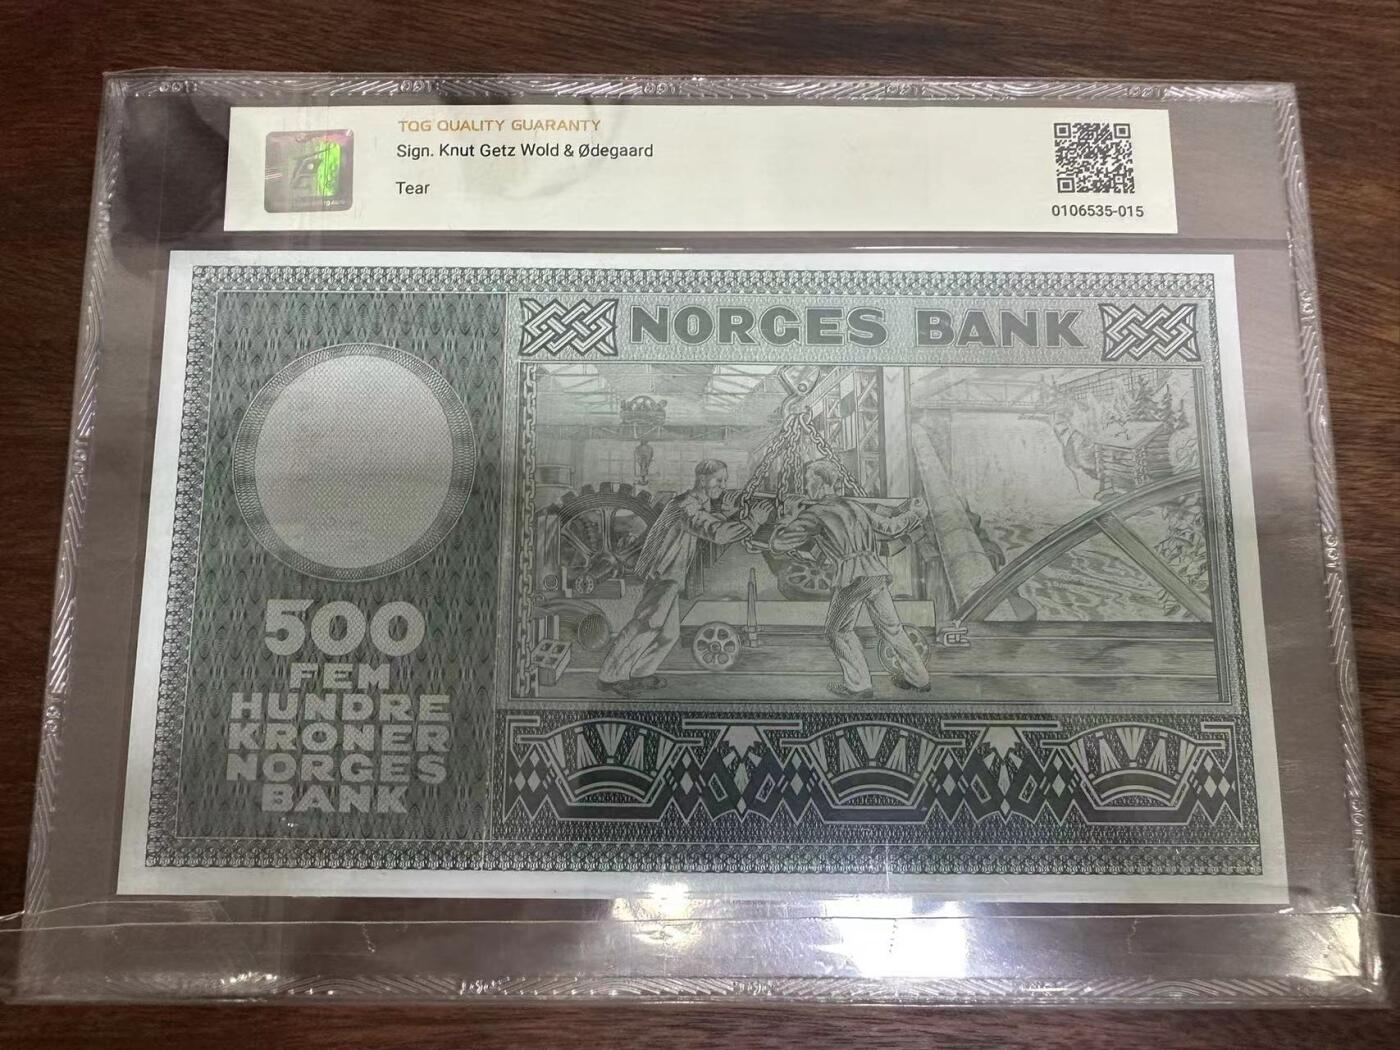 TQG QUALITY GUARANTY
Sign. Knut Getz Wold & Ødegaard
Tear
0106535-015
NORGES BANK
500
FEM
HUNDRE
KRONER
NORGES
BANK